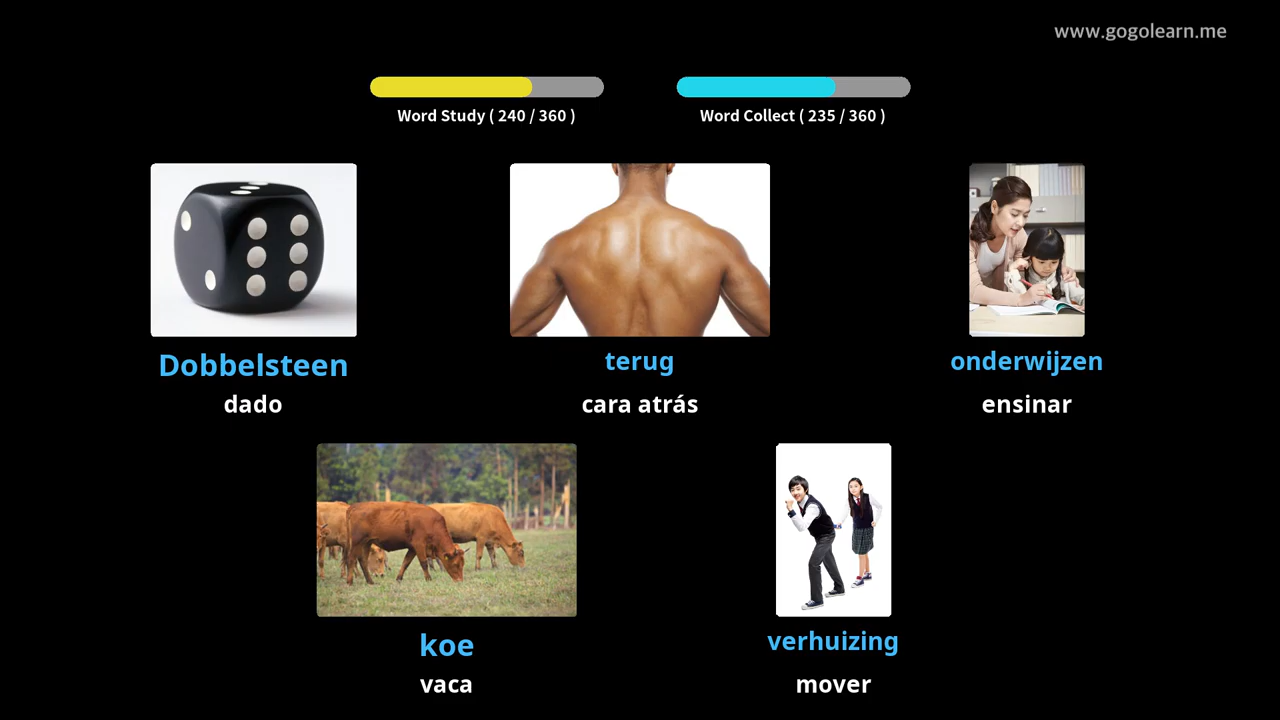 www.gogolearn.me
Word Study ( 240 / 360 )
Word Collect ( 235 / 360 )
Dobbelsteen
dado
terug
cara atrás
onderwijzen
ensinar
koe
vaca
verhuizing
mover